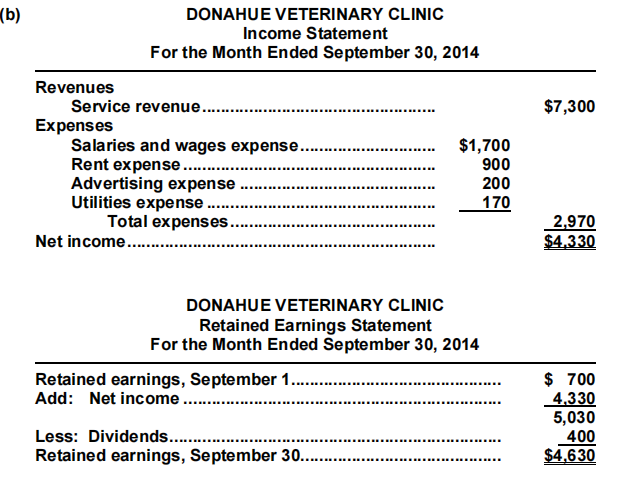 (b) DONAHUE VETERINARY CLINIC
Income Statement
For the Month Ended September 30, 2014
Revenues
Service revenue.................................................. $7,300
Expenses
Salaries and wages expense............................. $1,700
Rent expense...................................................... 900
Advertising expense .......................................... 200
Utilities expense ................................................. 170
Total expenses............................................ 2,970
Net income.................................................................. $4,330
DONAHUE VETERINARY CLINIC
Retained Earnings Statement
For the Month Ended September 30, 2014
Retained earnings, September 1.............................................. $ 700
Add: Net income ..................................................................... 4,330
5,030
Less: Dividends....................................................................... 400
Retained earnings, September 30........................................... $4,630